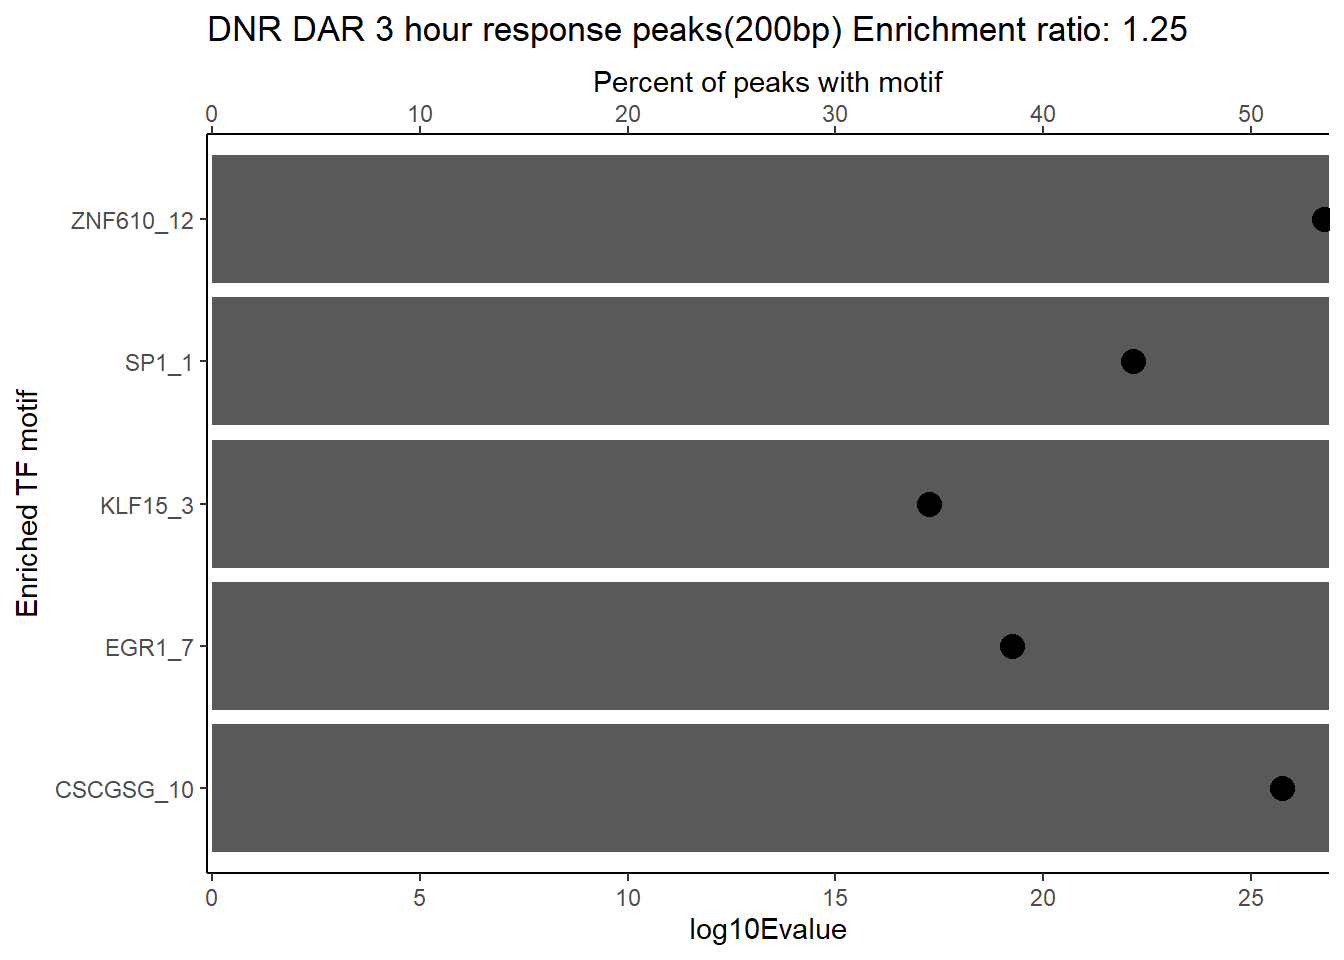 DNR DAR 3 hour response peaks(200bp) Enrichment ratio: 1.25
Percent of peaks with motif
0 10 20 30 40 50
ZNF610_12
SP1_1
KLF15_3
EGR1_7
CSCGSG_10
Enriched TF motif
0 5 10 15 20 25
log10Evalue